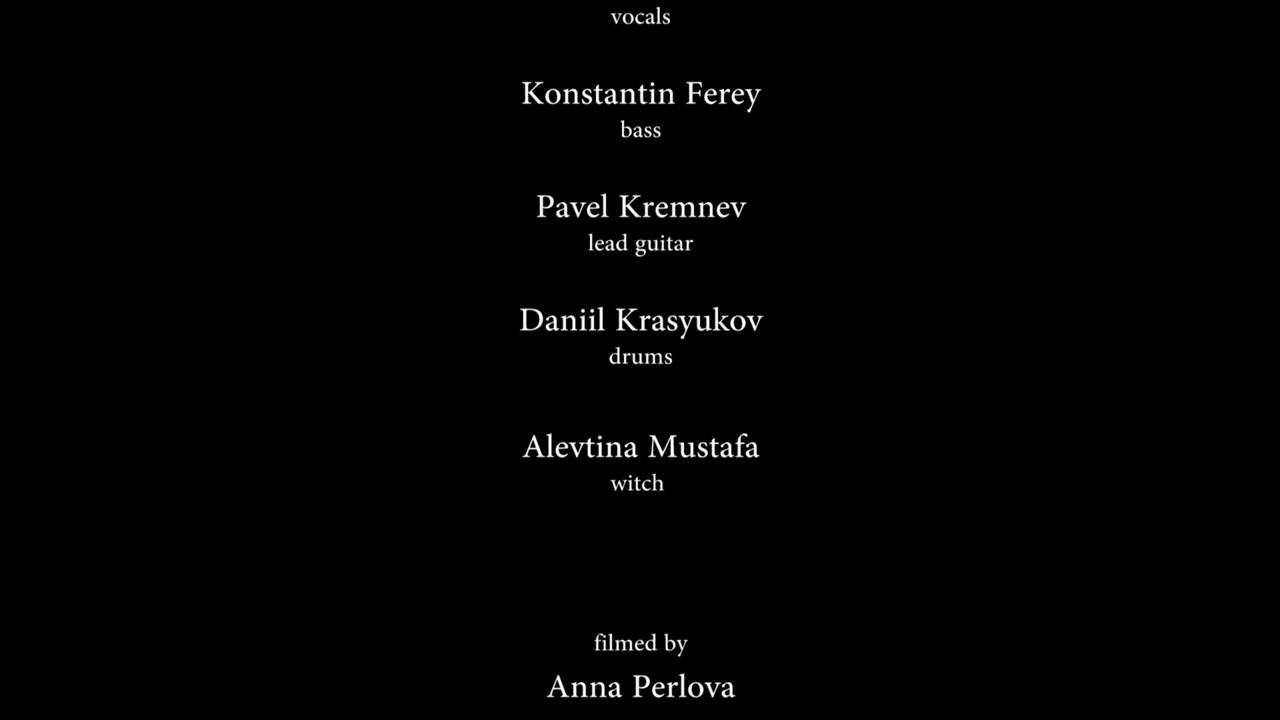 vocals
Konstantin Ferey
bass
Pavel Kremnev
lead guitar
Daniil Krasyukov
drums
Alevtina Mustafa
witch
filmed by
Anna Perlova